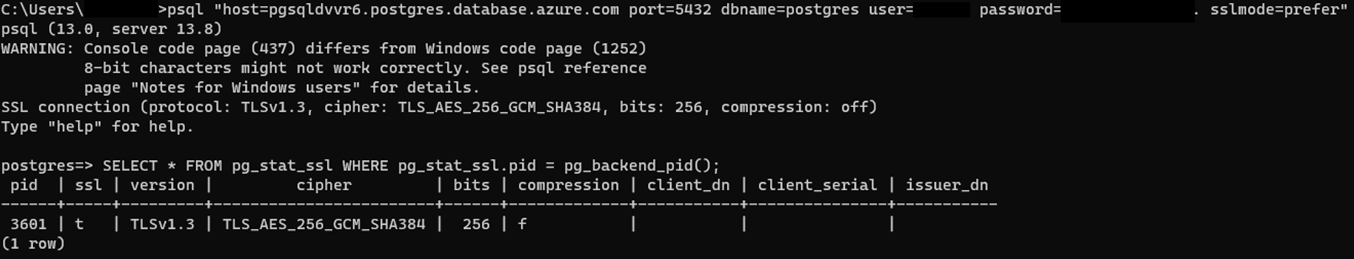 C:\Users\ >psql "host=pgsqldvvr6.postgres.database.azure.com port=5432 dbname=postgres user= password= . sslmode=prefer"
psql (13.0, server 13.8)
WARNING: Console code page (437) differs from Windows code page (1252)
         8-bit characters might not work correctly. See psql reference
         page "Notes for Windows users" for details.
SSL connection (protocol: TLSv1.3, cipher: TLS_AES_256_GCM_SHA384, bits: 256, compression: off)
Type "help" for help.
postgres=> SELECT * FROM pg_stat_ssl WHERE pg_stat_ssl.pid = pg_backend_pid();
 pid  | ssl | version |         cipher         | bits | compression | client_dn | client_serial | issuer_dn
------+-----+---------+------------------------+------+-------------+-----------+---------------+-----------
 3601 | t   | TLSv1.3 | TLS_AES_256_GCM_SHA384 |  256 | f           |           |               |
(1 row)